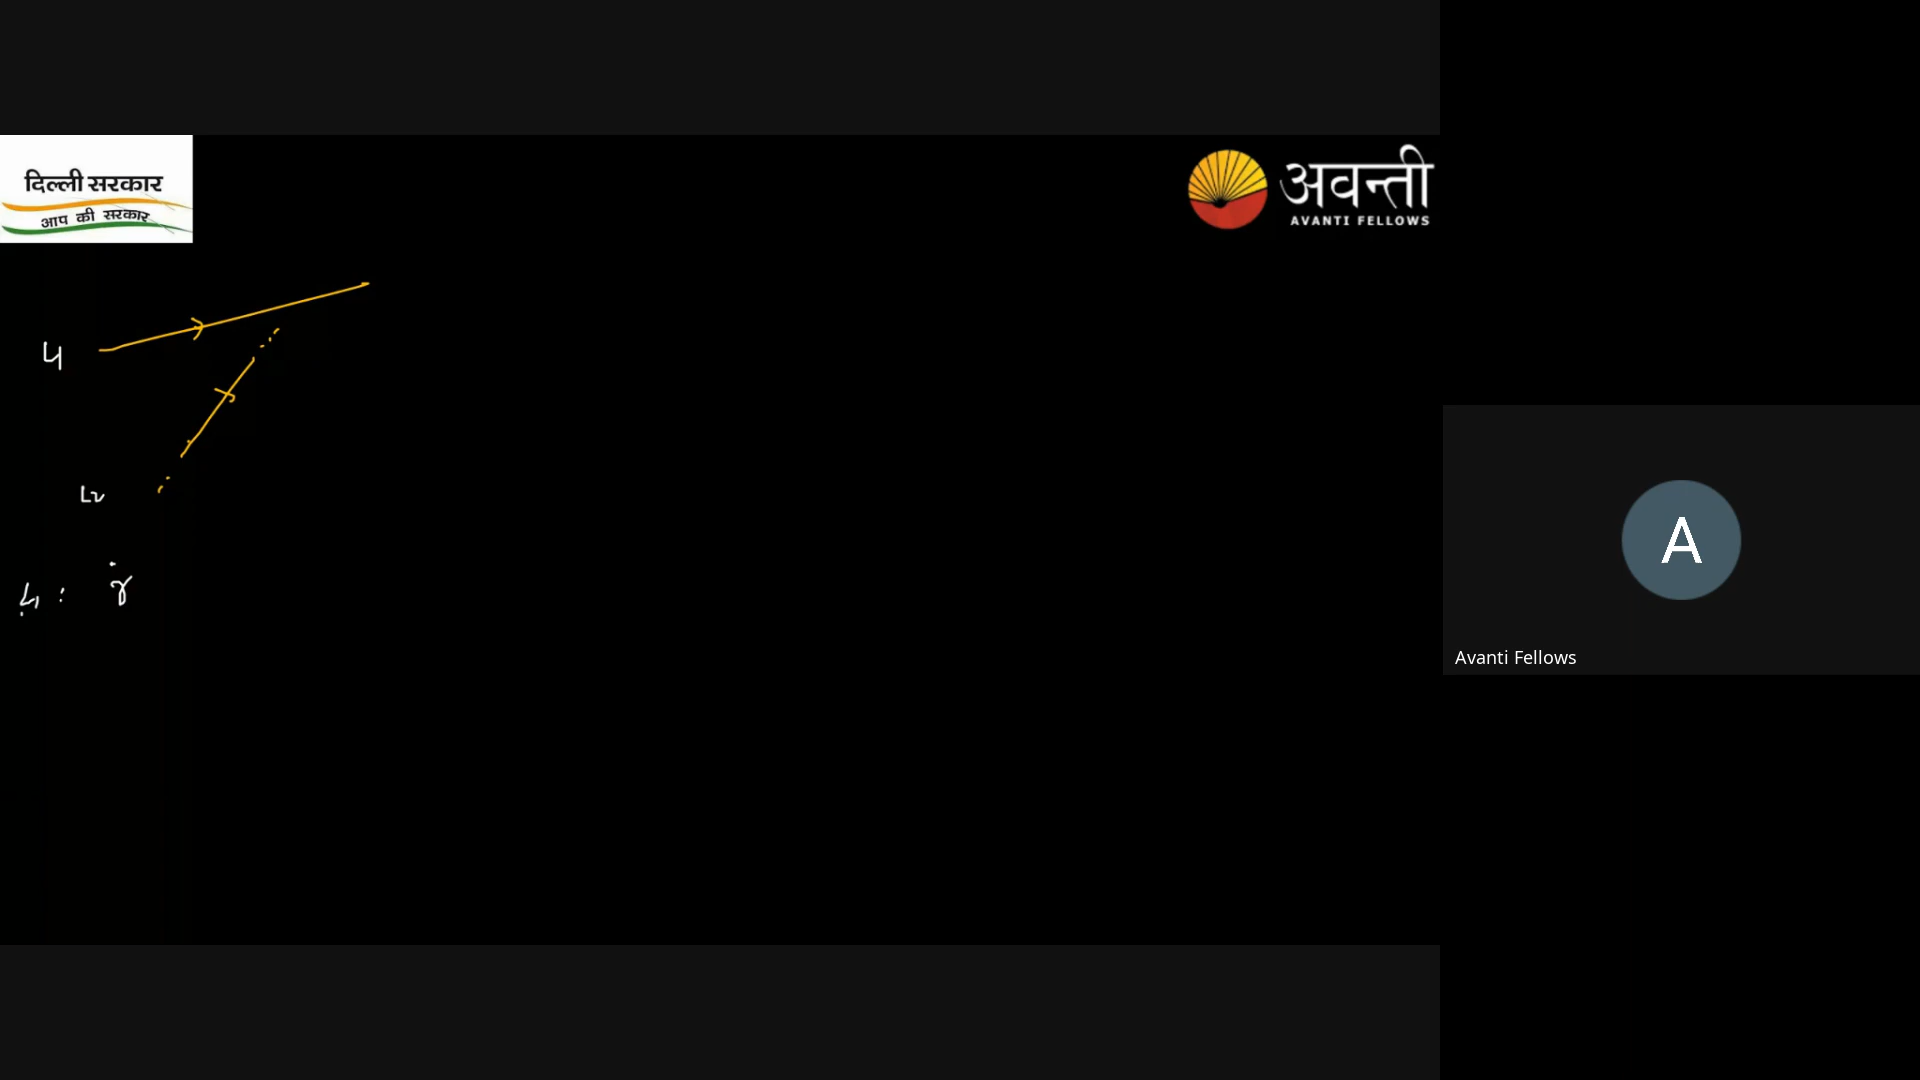 दिल्ली सरकार
आप की सरकार
अवन्ती
AVANTI FELLOWS
L1
L2
L1 :
A
Avanti Fellows